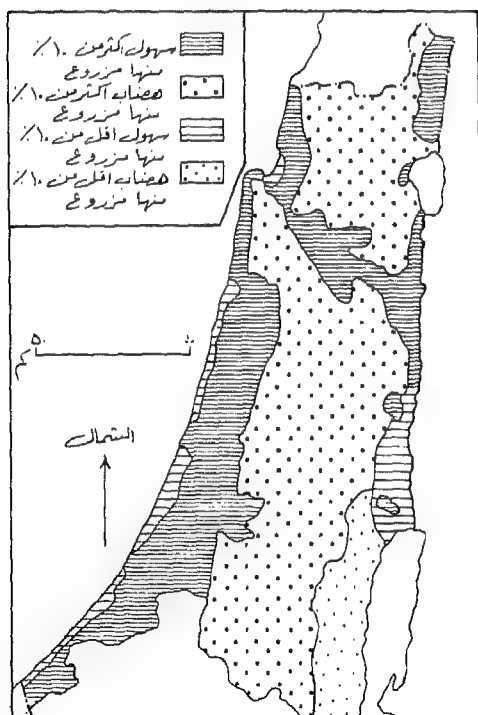 سهول اكثر من ١٠٪
منها مزروع
هضاب اكثر من ١٠٪
منها مزروع
سهول اقل من ١٠٪
منها مزروع
هضاب اقل من ١٠٪
منها مزروع
كم
الشمال